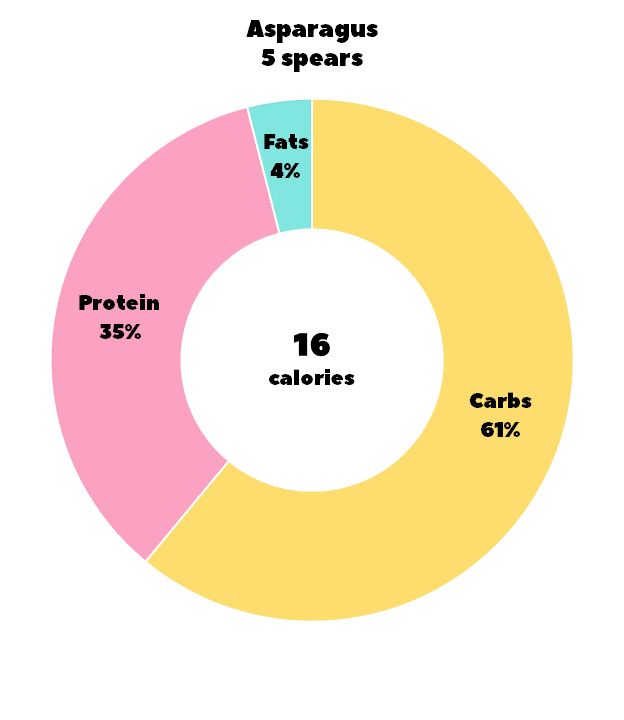 Asparagus
5 spears
Fats
4%
Protein
35%
16
calories
Carbs
61%